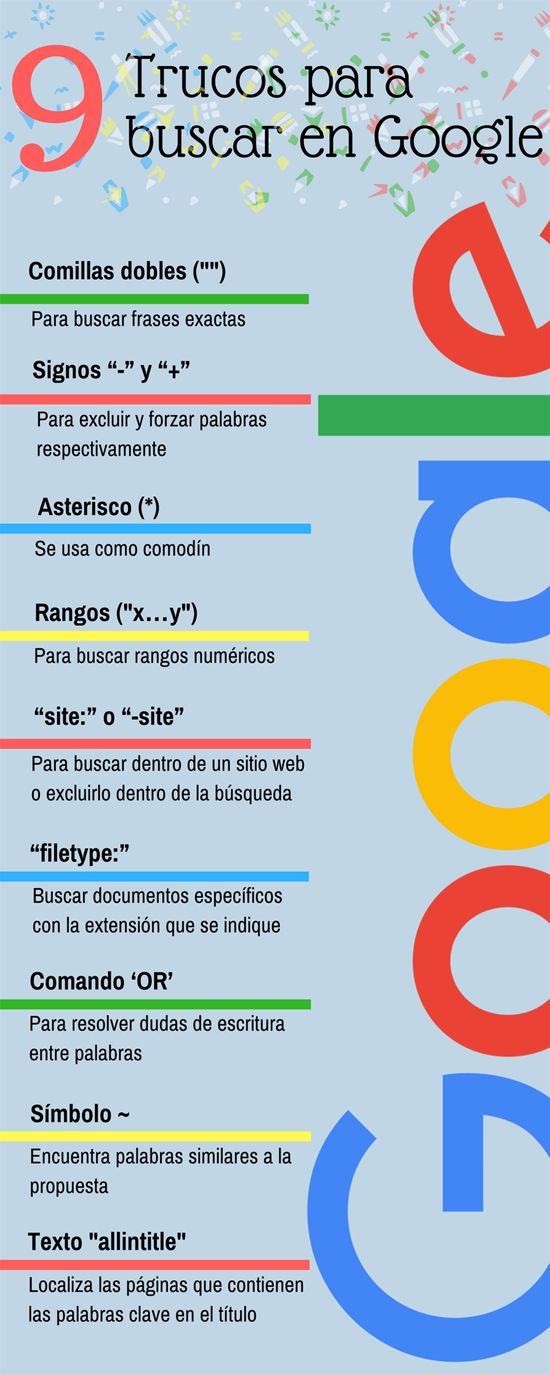 9 Trucos para
buscar en Google
Comillas dobles ("")
Para buscar frases exactas
Signos “-” y “+”
Para excluir y forzar palabras
respectivamente
Asterisco (*)
Se usa como comodín
Rangos ("x...y")
Para buscar rangos numéricos
“site:” o “-site”
Para buscar dentro de un sitio web
o excluirlo dentro de la búsqueda
“filetype:”
Buscar documentos específicos
con la extensión que se indique
Comando ‘OR’
Para resolver dudas de escritura
entre palabras
Símbolo ~
Encuentra palabras similares a la
propuesta
Texto "allintitle"
Localiza las páginas que contienen
las palabras clave en el título
Google